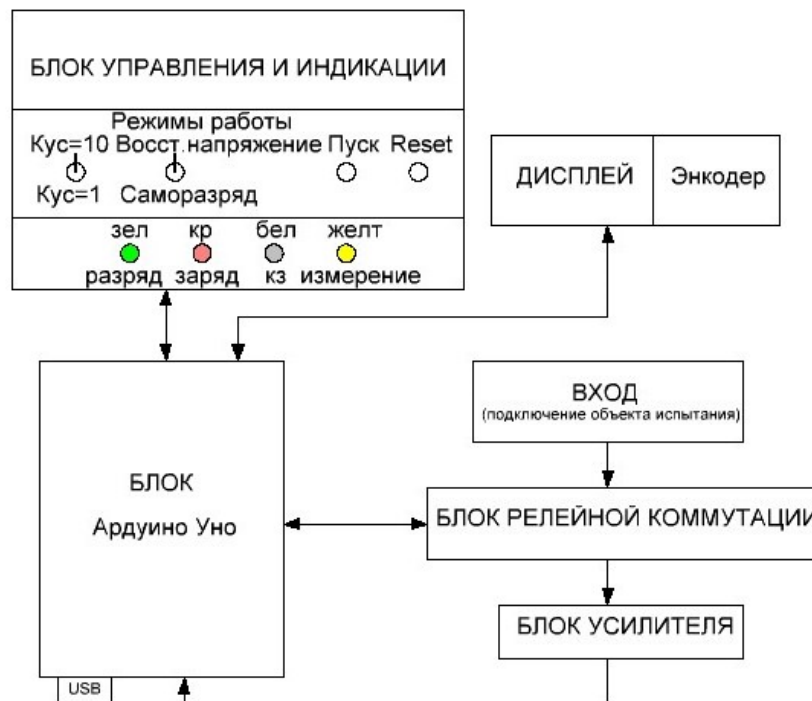 БЛОК УПРАВЛЕНИЯ И ИНДИКАЦИИ
Режимы работы
Кус=10 Восст.напряжение Пуск Reset
Кус=1 Саморазряд
зел кр бел желт
разряд заряд кз измерение
ДИСПЛЕЙ Энкодер
ВХОД
(подключение объекта испытания)
БЛОК
Ардуино Уно
БЛОК РЕЛЕЙНОЙ КОММУТАЦИИ
БЛОК УСИЛИТЕЛЯ
USB